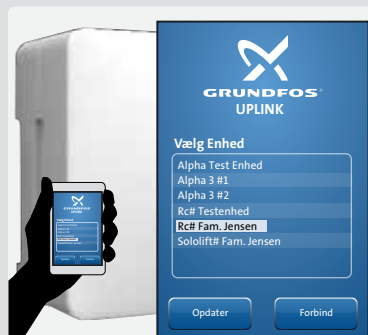 GRUNDFOS
UPLINK
Vælg Enhed
Alpha Test Enhed
Alpha 3 #1
Alpha 3 #2
Rc# Testenhed
Rc# Fam. Jensen
Sololift# Fam. Jensen
Opdater
Forbind